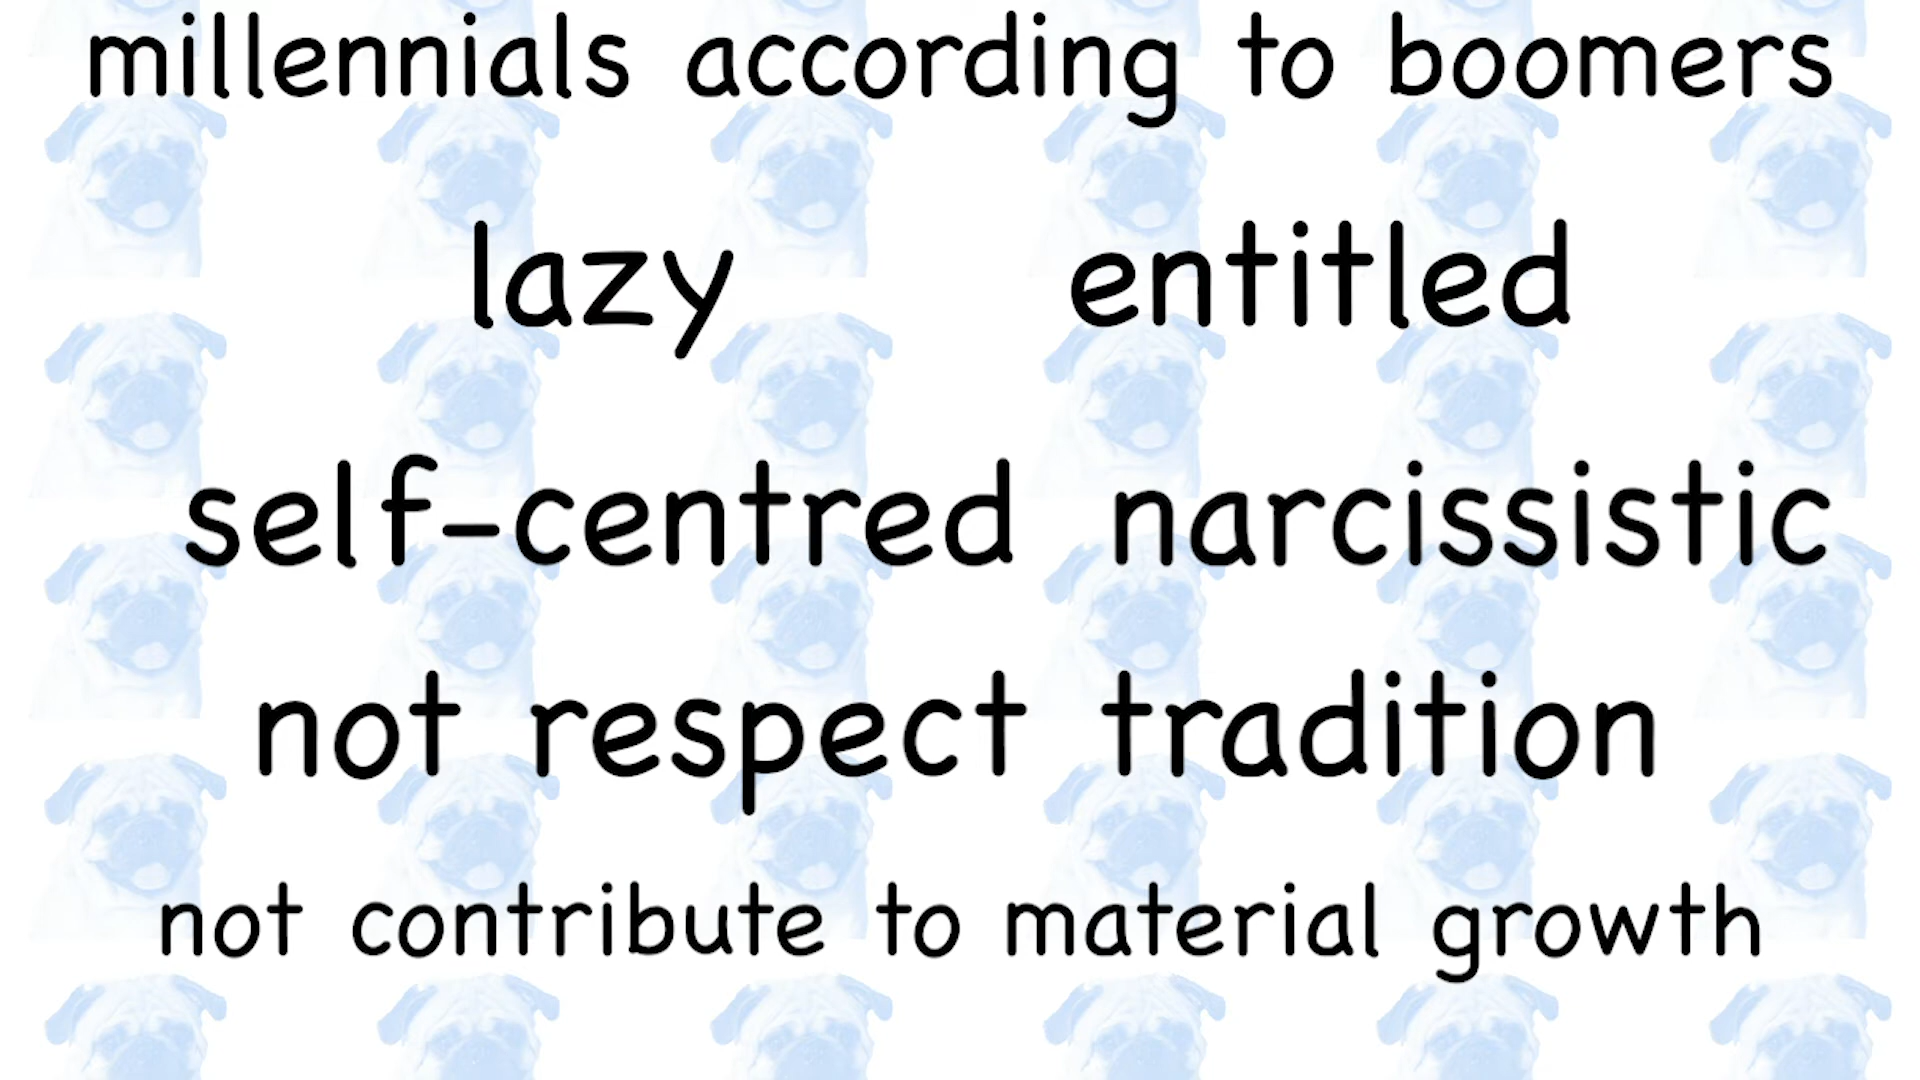 millennials according to boomers
lazy entitled
self-centred narcissistic
not respect tradition
not contribute to material growth